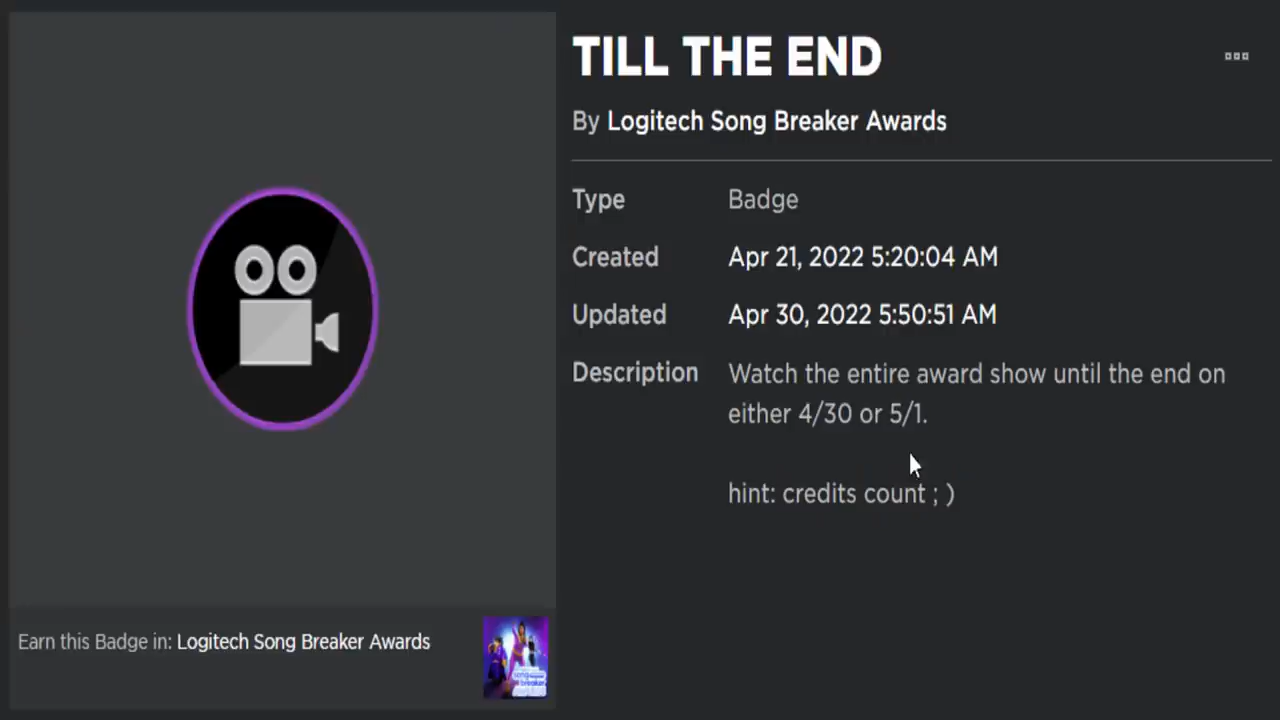 TILL THE END
By Logitech Song Breaker Awards
Type Badge
Created Apr 21, 2022 5:20:04 AM
Updated Apr 30, 2022 5:50:51 AM
Description Watch the entire award show until the end on
either 4/30 or 5/1.
hint: credits count ; )
Earn this Badge in: Logitech Song Breaker Awards
song
breaker